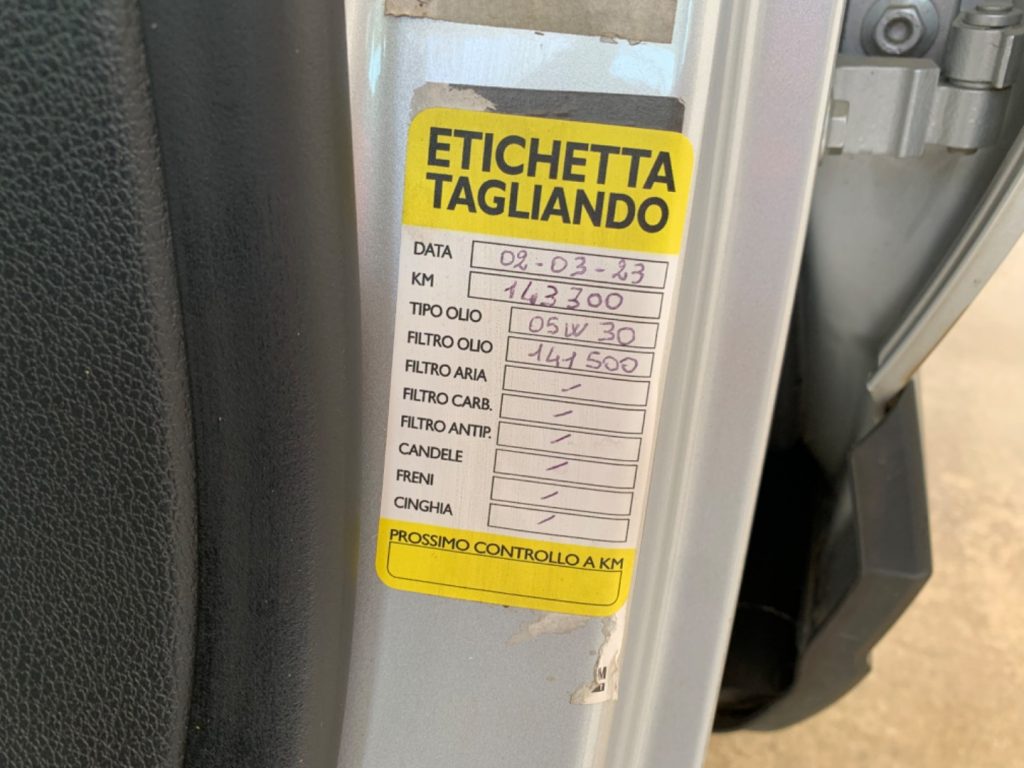 ETICHETTA
TAGLIANDO
DATA 02-03-23
KM 143300
TIPO OLIO 05W 30
FILTRO OLIO 141500
FILTRO ARIA /
FILTRO CARB. /
FILTRO ANTIP. /
CANDELE /
FRENI /
CINGHIA /
PROSSIMO CONTROLLO A KM